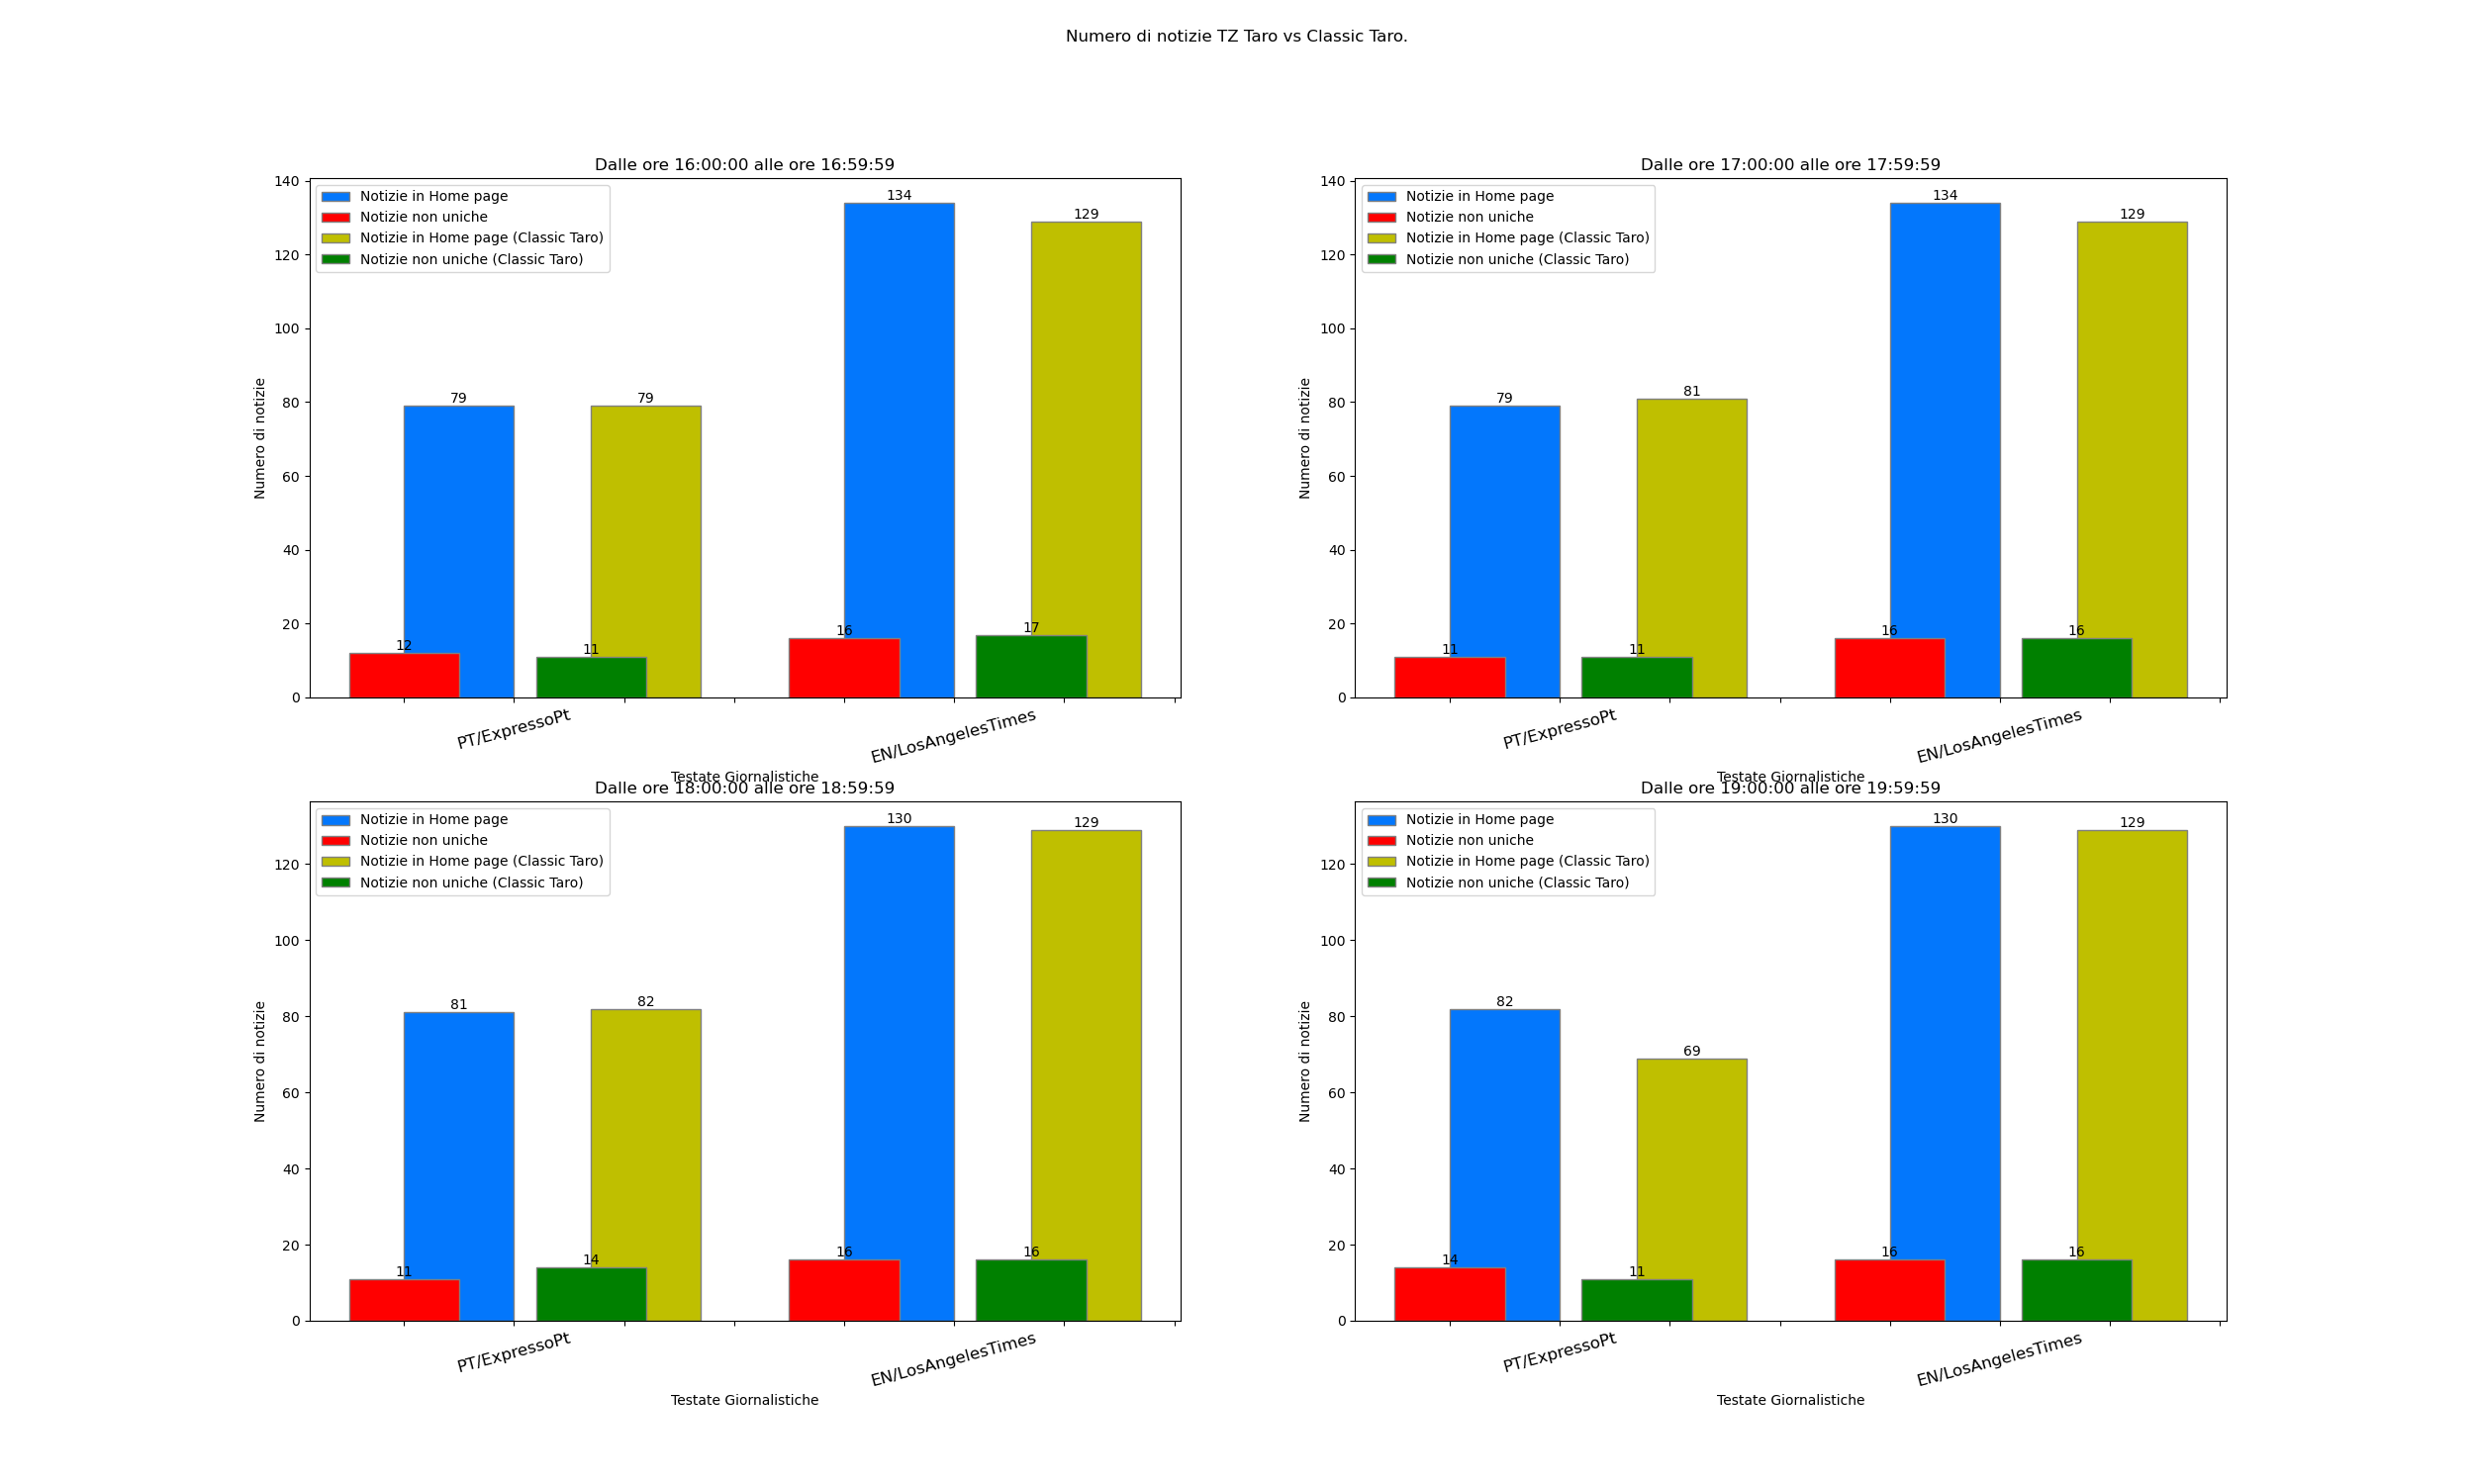 Numero di notizie TZ Taro vs Classic Taro.
Dalle ore 16:00:00 alle ore 16:59:59
Notizie in Home page
Notizie non uniche
Notizie in Home page (Classic Taro)
Notizie non uniche (Classic Taro)
Numero di notizie
140
120
100
80
60
40
20
0
79
79
134
129
12
11
16
17
PT/ExpressoPt
EN/LosAngelesTimes
Testate Giornalistiche
Dalle ore 17:00:00 alle ore 17:59:59
Notizie in Home page
Notizie non uniche
Notizie in Home page (Classic Taro)
Notizie non uniche (Classic Taro)
Numero di notizie
140
120
100
80
60
40
20
0
79
81
134
129
11
11
16
16
PT/ExpressoPt
EN/LosAngelesTimes
Testate Giornalistiche
Dalle ore 18:00:00 alle ore 18:59:59
Notizie in Home page
Notizie non uniche
Notizie in Home page (Classic Taro)
Notizie non uniche (Classic Taro)
Numero di notizie
120
100
80
60
40
20
0
81
82
130
129
11
14
16
16
PT/ExpressoPt
EN/LosAngelesTimes
Testate Giornalistiche
Dalle ore 19:00:00 alle ore 19:59:59
Notizie in Home page
Notizie non uniche
Notizie in Home page (Classic Taro)
Notizie non uniche (Classic Taro)
Numero di notizie
120
100
80
60
40
20
0
82
69
130
129
14
11
16
16
PT/ExpressoPt
EN/LosAngelesTimes
Testate Giornalistiche